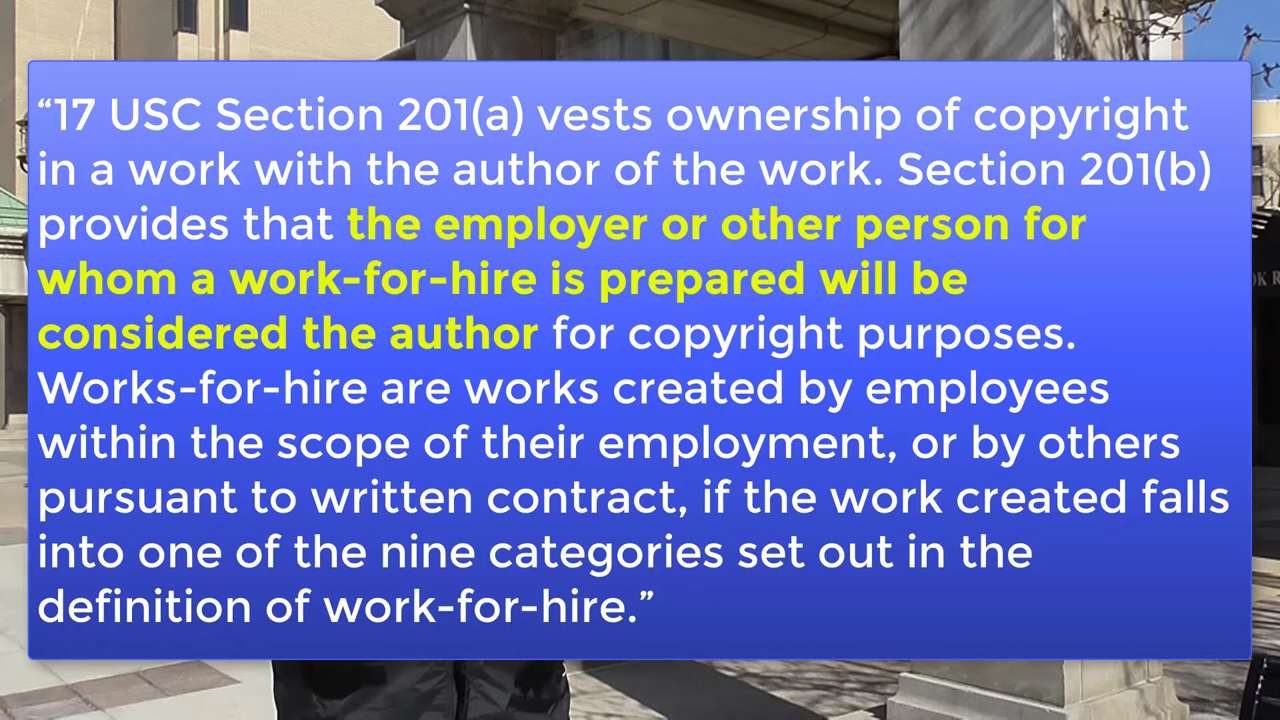 “17 USC Section 201(a) vests ownership of copyright
in a work with the author of the work. Section 201(b)
provides that the employer or other person for
whom a work-for-hire is prepared will be
considered the author for copyright purposes.
Works-for-hire are works created by employees
within the scope of their employment, or by others
pursuant to written contract, if the work created falls
into one of the nine categories set out in the
definition of work-for-hire.”